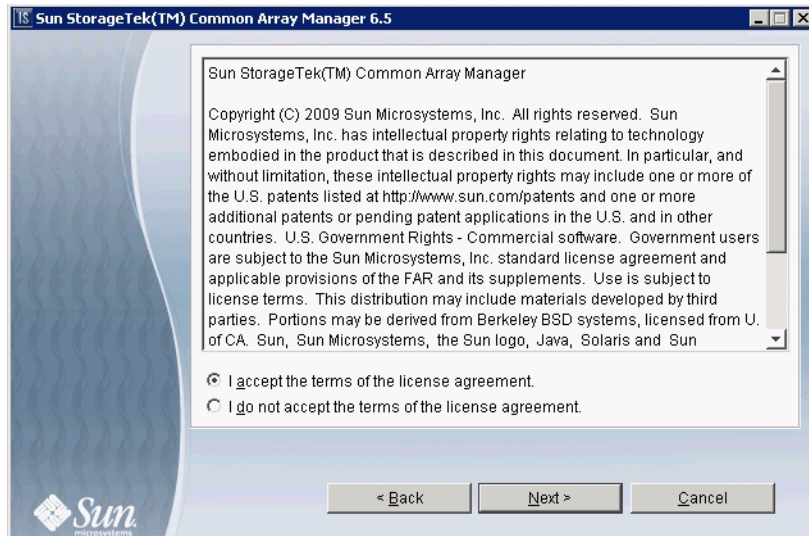 Sun StorageTek(TM) Common Array Manager 6.5
Sun StorageTek(TM) Common Array Manager
Copyright (C) 2009 Sun Microsystems, Inc. All rights reserved. Sun
Microsystems, Inc. has intellectual property rights relating to technology
embodied in the product that is described in this document. In particular, and
without limitation, these intellectual property rights may include one or more of
the U.S. patents listed at http://www.sun.com/patents and one or more
additional patents or pending patent applications in the U.S. and in other
countries. U.S. Government Rights - Commercial software. Government users
are subject to the Sun Microsystems, Inc. standard license agreement and
applicable provisions of the FAR and its supplements. Use is subject to
license terms. This distribution may include materials developed by third
parties. Portions may be derived from Berkeley BSD systems, licensed from U.
of CA. Sun, Sun Microsystems, the Sun logo, Java, Solaris and Sun
I accept the terms of the license agreement.
I do not accept the terms of the license agreement.
< Back
Next >
Cancel
Sun
microsystems